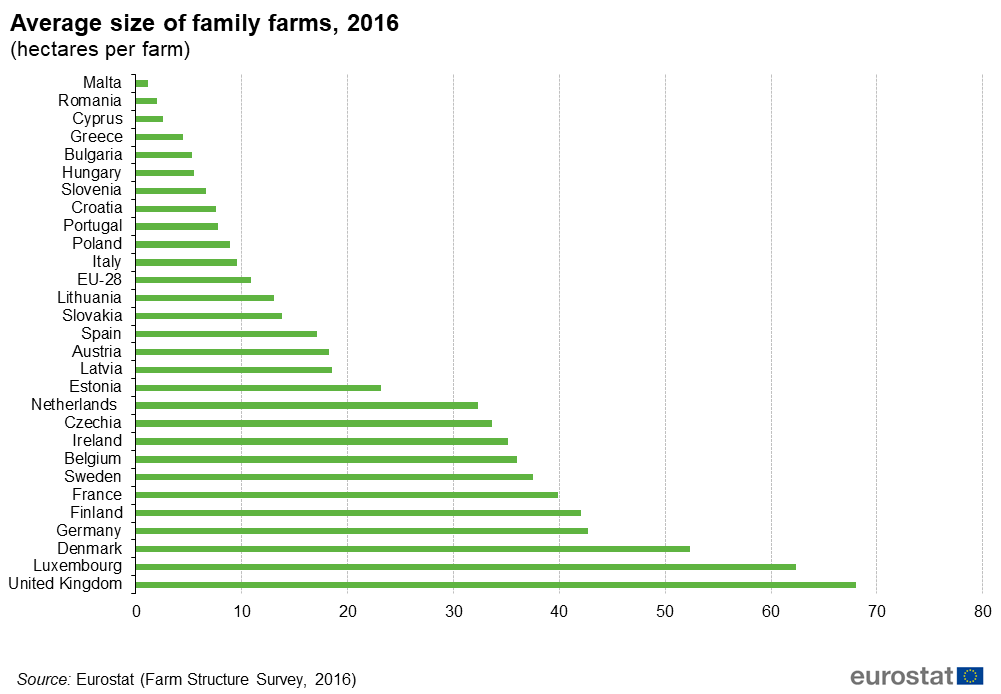 Average size of family farms, 2016
(hectares per farm)
Malta
Romania
Cyprus
Greece
Bulgaria
Hungary
Slovenia
Croatia
Portugal
Poland
Italy
EU-28
Lithuania
Slovakia
Spain
Austria
Latvia
Estonia
Netherlands
Czechia
Ireland
Belgium
Sweden
France
Finland
Germany
Denmark
Luxembourg
United Kingdom
0 10 20 30 40 50 60 70 80
Source: Eurostat (Farm Structure Survey, 2016)
eurostat